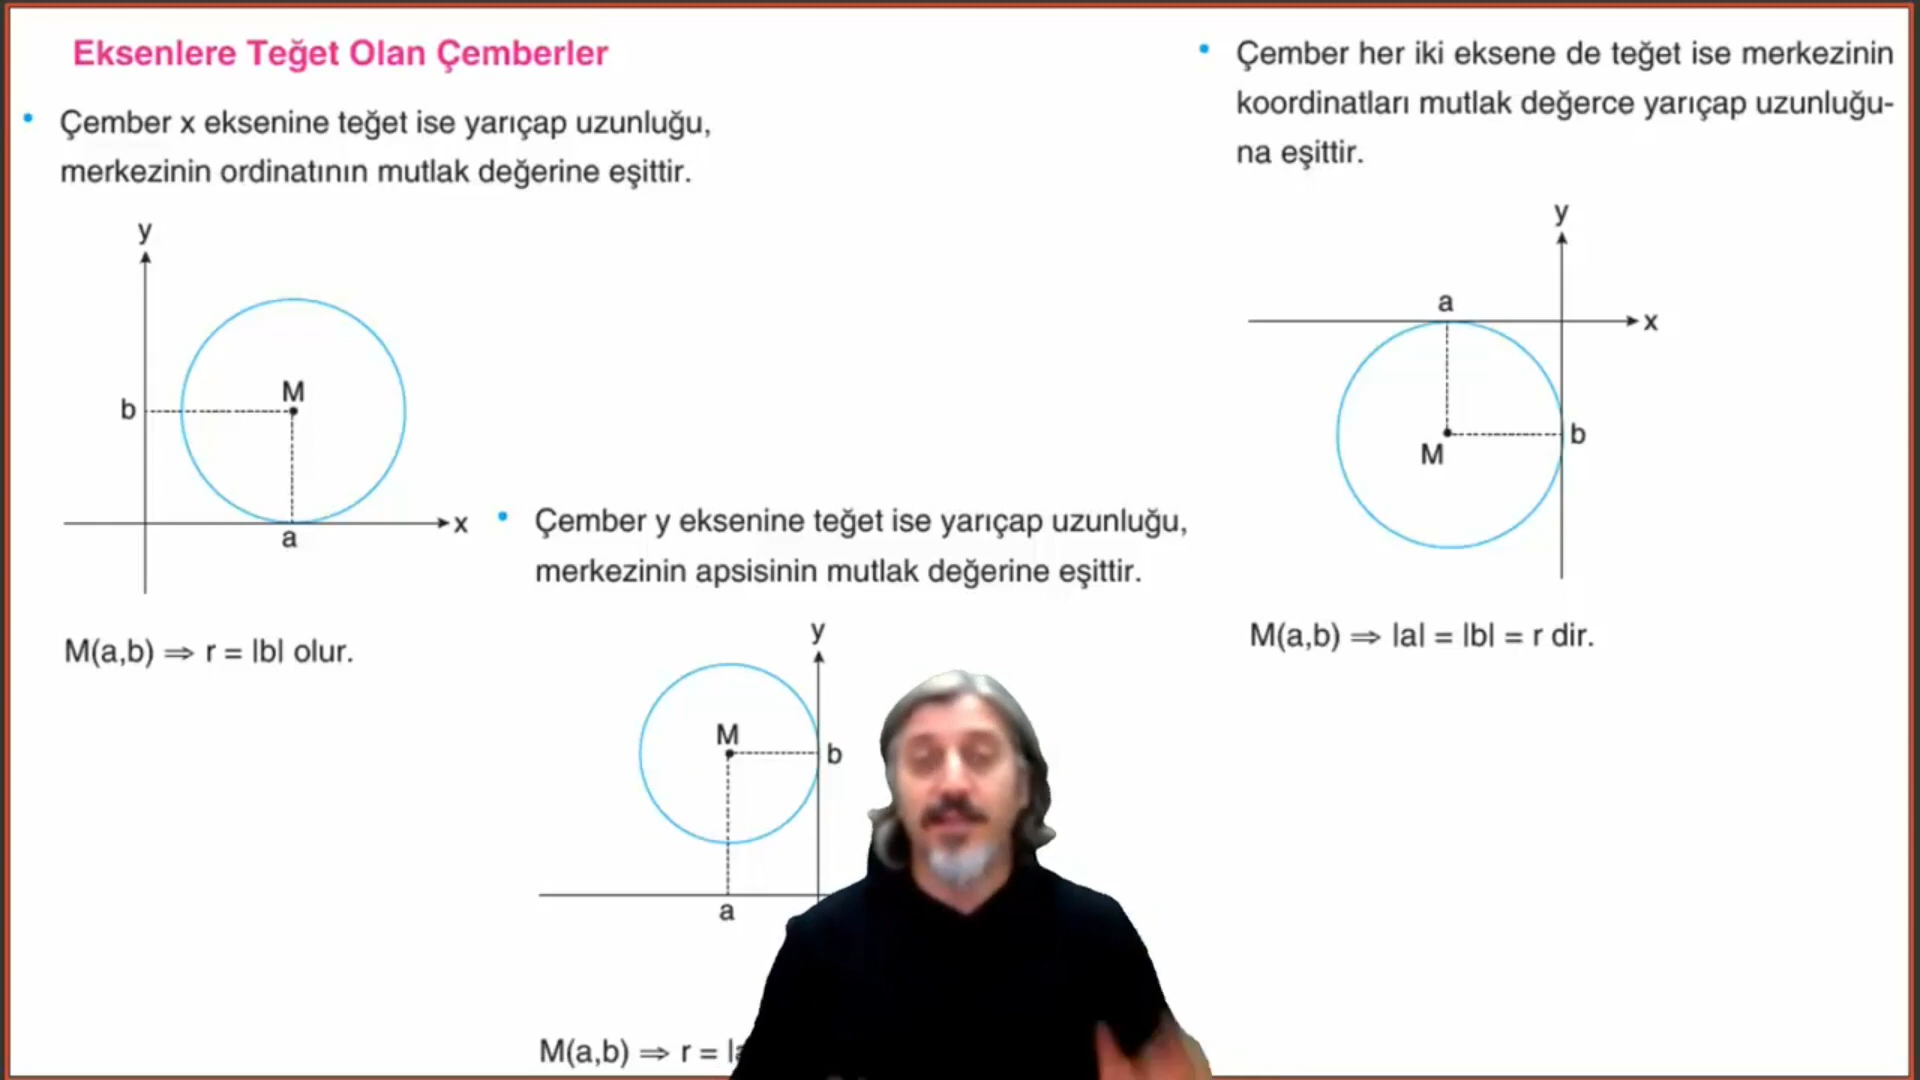 Eksenlere Teğet Olan Çemberler
• Çember x eksenine teğet ise yarıçap uzunluğu,
merkezinin ordinatının mutlak değerine eşittir.
y
M
b
x
a
M(a,b) ⇒ r = |b| olur.
• Çember y eksenine teğet ise yarıçap uzunluğu,
merkezinin apsisinin mutlak değerine eşittir.
y
M
b
a
M(a,b) ⇒ r =
• Çember her iki eksene de teğet ise merkezinin
koordinatları mutlak değerce yarıçap uzunluğu-
na eşittir.
y
a
x
b
M
M(a,b) ⇒ |a| = |b| = r dir.